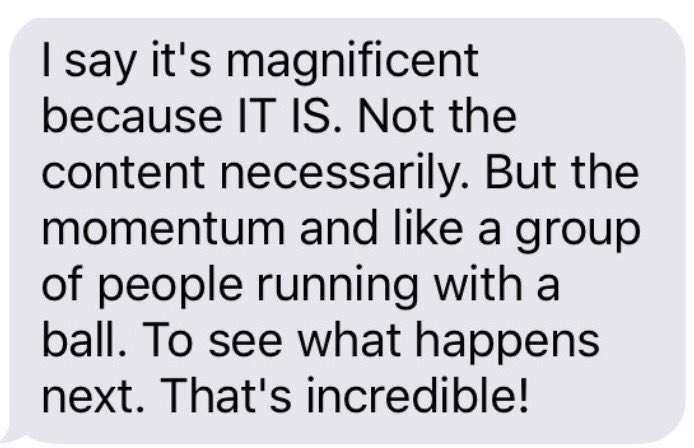 I say it's magnificent
because IT IS. Not the
content necessarily. But the
momentum and like a group
of people running with a
ball. To see what happens
next. That's incredible!